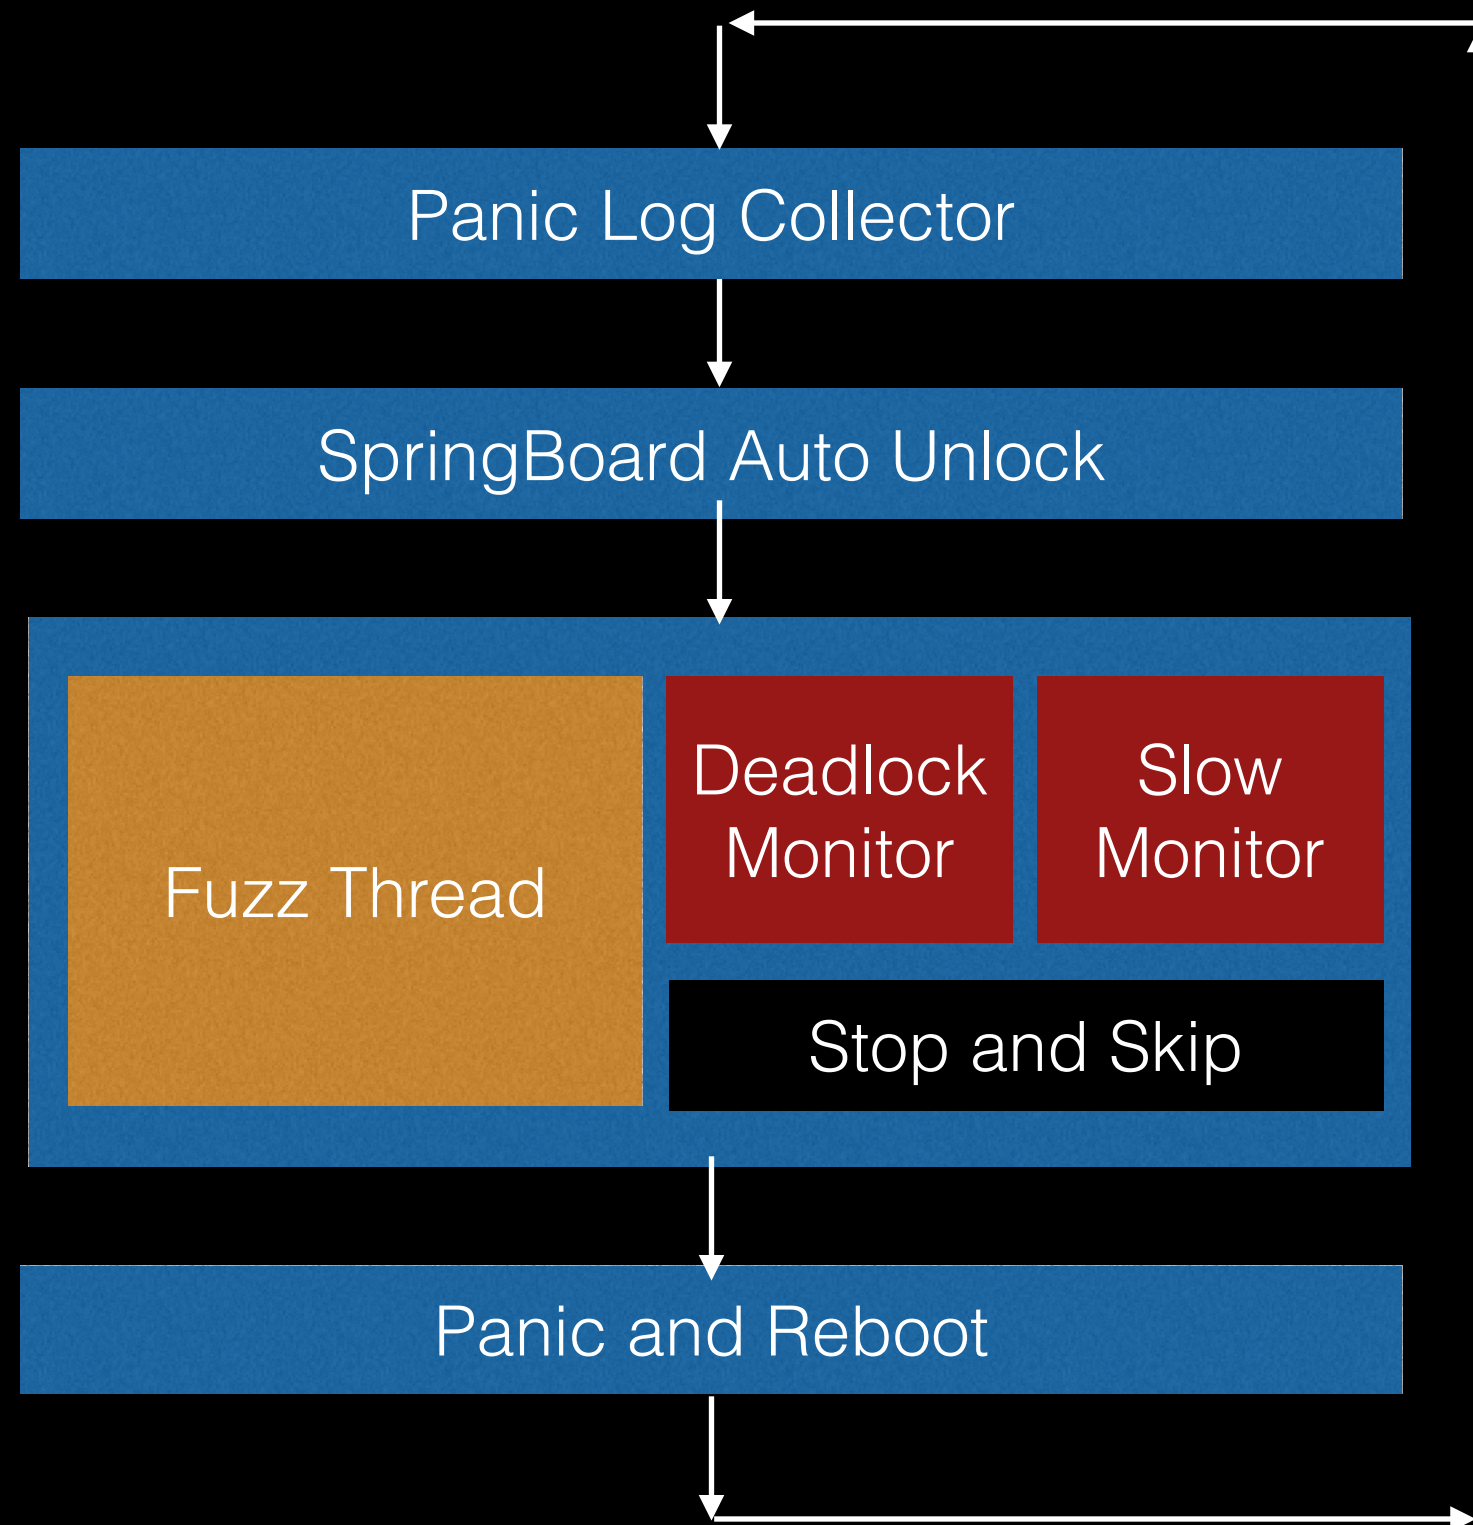 Panic Log Collector
SpringBoard Auto Unlock
Fuzz Thread
Deadlock
Monitor
Slow
Monitor
Stop and Skip
Panic and Reboot